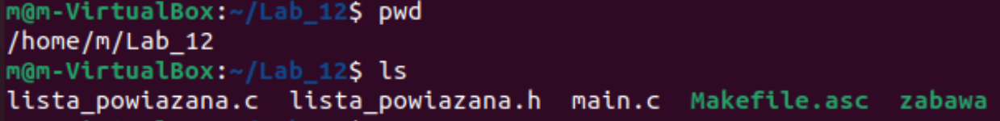 m@m-VirtualBox:~/Lab_12$ pwd
/home/m/Lab_12
m@m-VirtualBox:~/Lab_12$ ls
lista_powiazana.c  lista_powiazana.h  main.c  Makefile.asc  zabawa